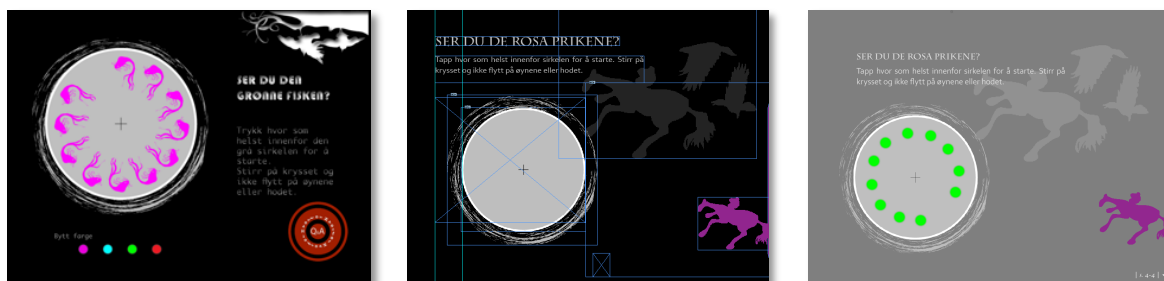 SER DU DEN
GRØNNE FISKEN?
Trykk hvor som
helst innenfor den
grå sirkelen for å
starte.
Stirr på krysset og
ikke flytt på øynene
eller hodet.
Q&A
Bytt farge
SER DU DE ROSA PRIKENE?
Tapp hvor som helst innenfor sirkelen for å starte. Stirr på
krysset og ikke flytt på øynene eller hodet.
SER DU DE ROSA PRIKENE?
Tapp hvor som helst innenfor sirkelen for å starte. Stirr på
krysset og ikke flytt på øynene eller hodet.